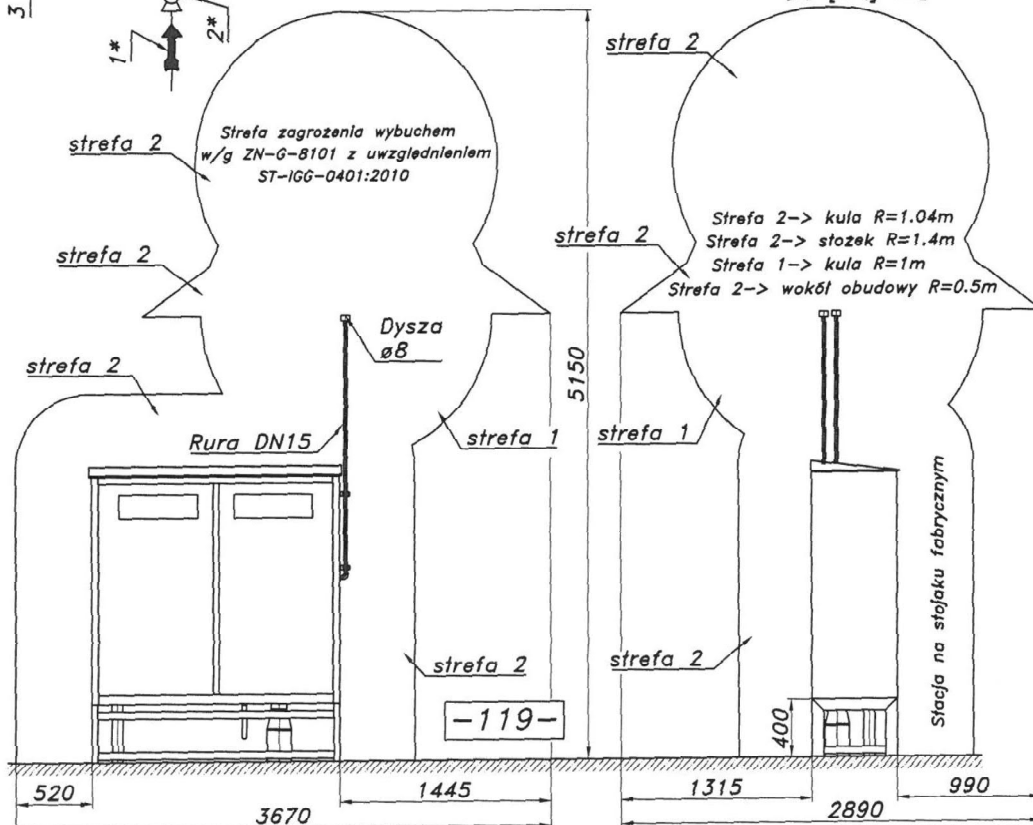 3
1*
2*
strefa 2
Strefa zagrożenia wybuchem
w/g ZN-G-8101 z uwzględnieniem
ST-IGG-0401:2010
strefa 2
strefa 2
Dysza
ø8
Rura DN15
strefa 1
strefa 2
-119-
5150
520
1445
3670
strefa 2
strefa 2
Strefa 2-> kula R=1.04m
Strefa 2-> stożek R=1.4m
Strefa 1-> kula R=1m
Strefa 2-> wokół obudowy R=0.5m
strefa 1
strefa 2
Stacja na stojaku fabrycznym
400
1315
990
2890